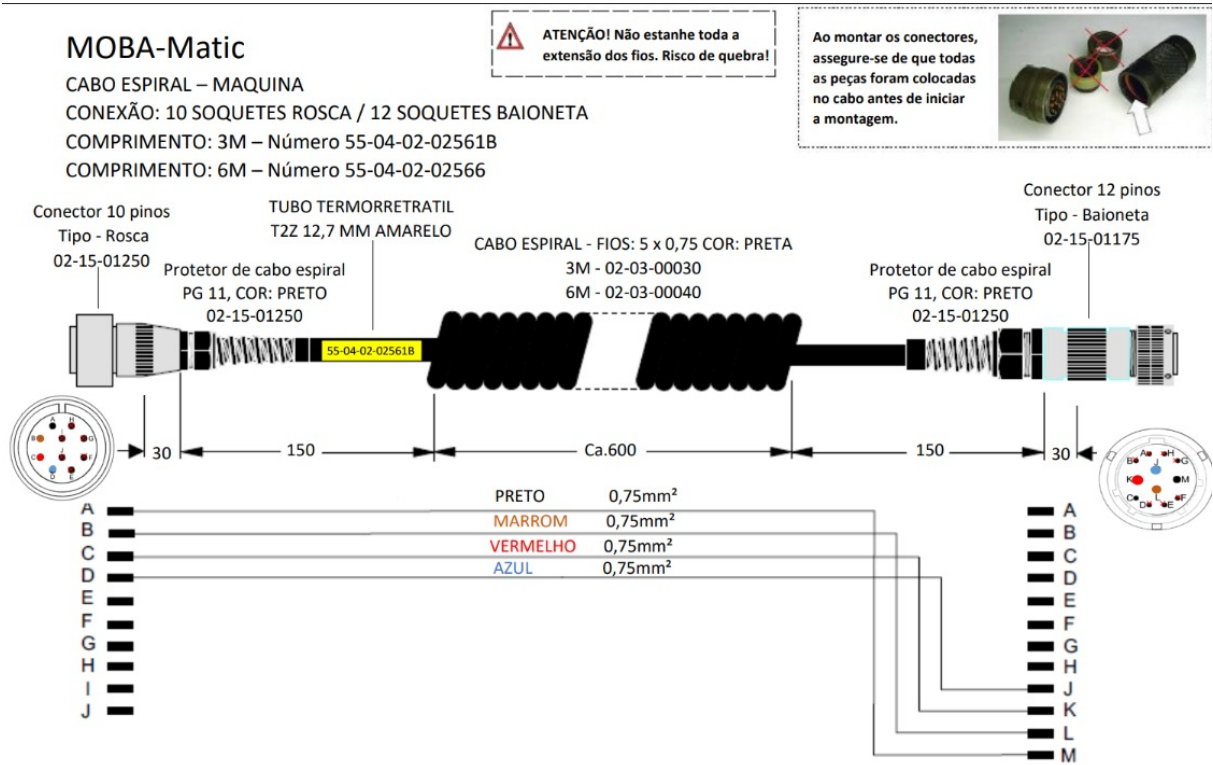 MOBA-Matic
CABO ESPIRAL – MAQUINA
CONEXÃO: 10 SOQUETES ROSCA / 12 SOQUETES BAIONETA
COMPRIMENTO: 3M – Número 55-04-02-02561B
COMPRIMENTO: 6M – Número 55-04-02-02566
ATENÇÃO! Não estanhe toda a
extensão dos fios. Risco de quebra!
Ao montar os conectores,
assegure-se de que todas
as peças foram colocadas
no cabo antes de iniciar
a montagem.
Conector 10 pinos
Tipo - Rosca
02-15-01250
Protetor de cabo espiral
PG 11, COR: PRETO
02-15-01250
TUBO TERMORRETRATIL
T2Z 12,7 MM AMARELO
CABO ESPIRAL - FIOS: 5 x 0,75 COR: PRETA
3M - 02-03-00030
6M - 02-03-00040
Protetor de cabo espiral
PG 11, COR: PRETO
02-15-01250
Conector 12 pinos
Tipo - Baioneta
02-15-01175
55-04-02-02561B
A H
B I G
C J F
D E
30 150 Ca.600 150 30
A H
B J G
K M
C L F
D E
PRETO 0,75mm²
MARROM 0,75mm²
VERMELHO 0,75mm²
AZUL 0,75mm²
A
B
C
D
E
F
G
H
I
J
A
B
C
D
E
F
G
H
J
K
L
M